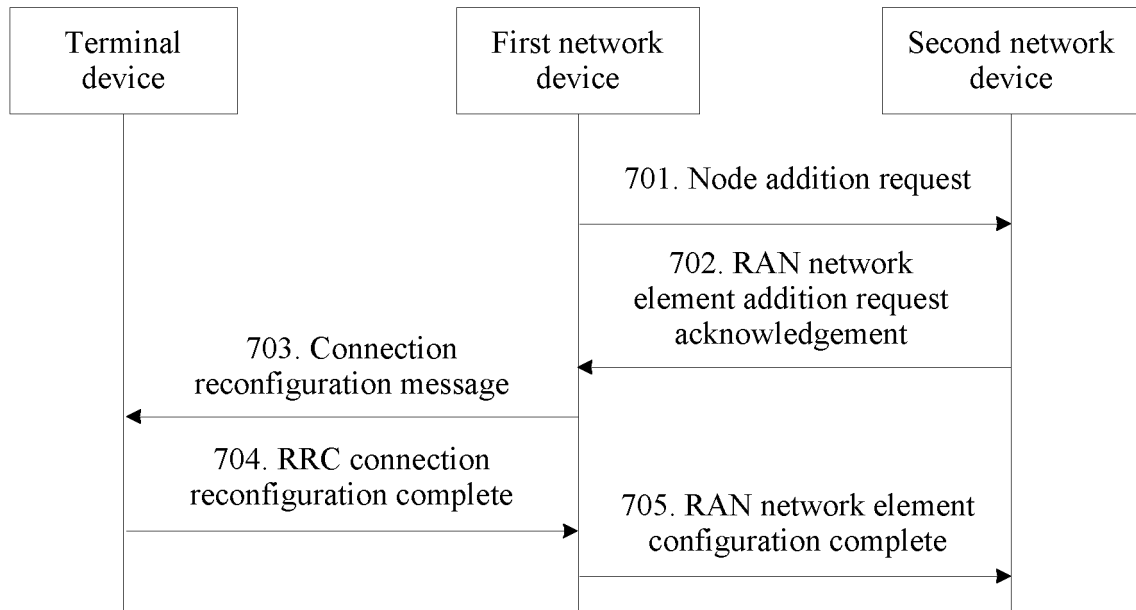 Terminal
device
First network
device
Second network
device
701. Node addition request
702. RAN network
element addition request
acknowledgement
703. Connection
reconfiguration message
704. RRC connection
reconfiguration complete
705. RAN network element
configuration complete